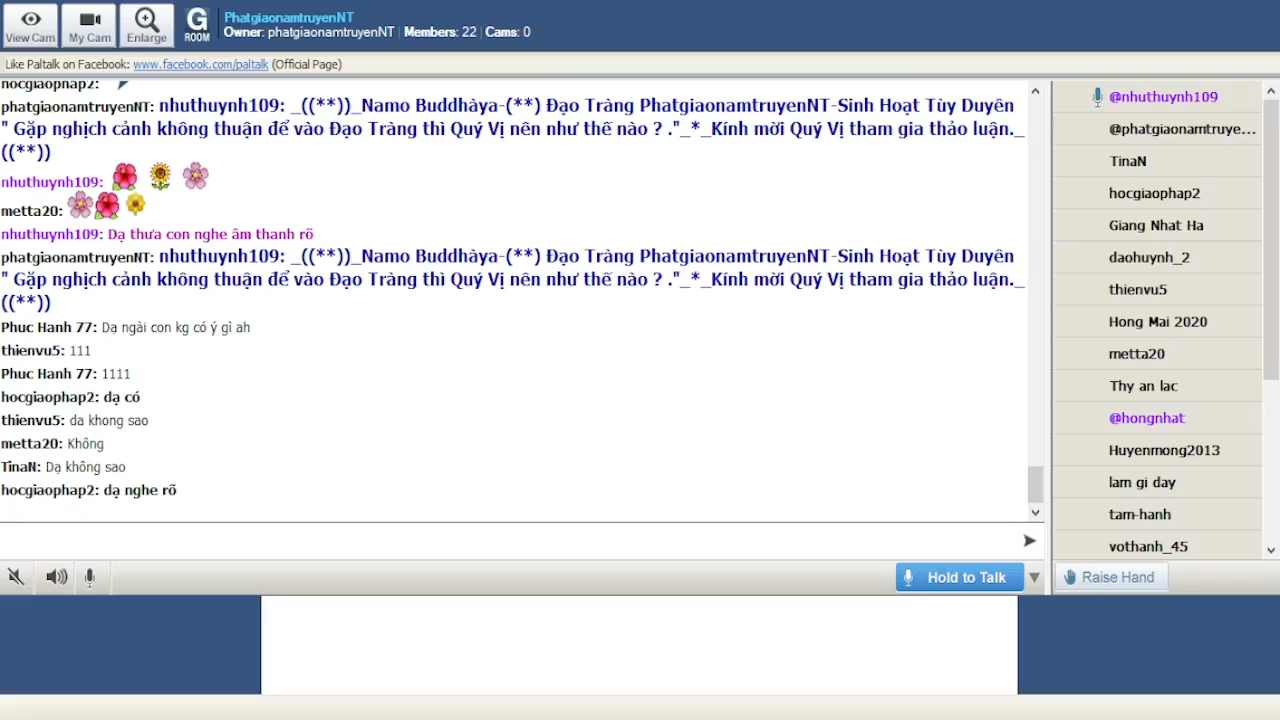 View Cam
My Cam
Enlarge
G
ROOM
PhatgiaonamtruyenNT
Owner: phatgiaonamtruyenNT | Members: 22 | Cams: 0
Like Paltalk on Facebook: www.facebook.com/paltalk (Official Page)
hocgiaophap2:
phatgiaonamtruyenNT: nhuthuynh109: _((**))_Namo Buddhàya-(**) Đạo Tràng PhatgiaonamtruyenNT-Sinh Hoạt Tùy Duyên
" Gặp nghịch cảnh không thuận để vào Đạo Tràng thì Quý Vị nên như thế nào ? ."_*_Kính mời Quý Vị tham gia thảo luận._
((**))
nhuthuynh109:
metta20:
nhuthuynh109: Dạ thưa con nghe âm thanh rõ
phatgiaonamtruyenNT: nhuthuynh109: _((**))_Namo Buddhàya-(**) Đạo Tràng PhatgiaonamtruyenNT-Sinh Hoạt Tùy Duyên
" Gặp nghịch cảnh không thuận để vào Đạo Tràng thì Quý Vị nên như thế nào ? ."_*_Kính mời Quý Vị tham gia thảo luận._
((**))
Phuc Hanh 77: Dạ ngài con kg có ý gì ah
thienvu5: 111
Phuc Hanh 77: 1111
hocgiaophap2: dạ có
thienvu5: da khong sao
metta20: Không
TinaN: Dạ không sao
hocgiaophap2: dạ nghe rõ
Hold to Talk
@nhuthuynh109
@phatgiaonamtruye...
TinaN
hocgiaophap2
Giang Nhat Ha
daohuynh_2
thienvu5
Hong Mai 2020
metta20
Thy an lac
@hongnhat
Huyenmong2013
lam gi day
tam-hanh
vothanh_45
Raise Hand